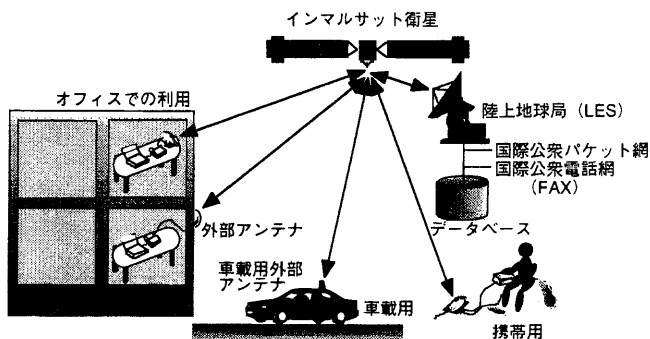 インマルサット衛星
オフィスでの利用
陸上地球局（LES）
国際公衆パケット網
国際公衆電話網
（FAX）
データベース
外部アンテナ
車載用外部
アンテナ
車載用
携帯用